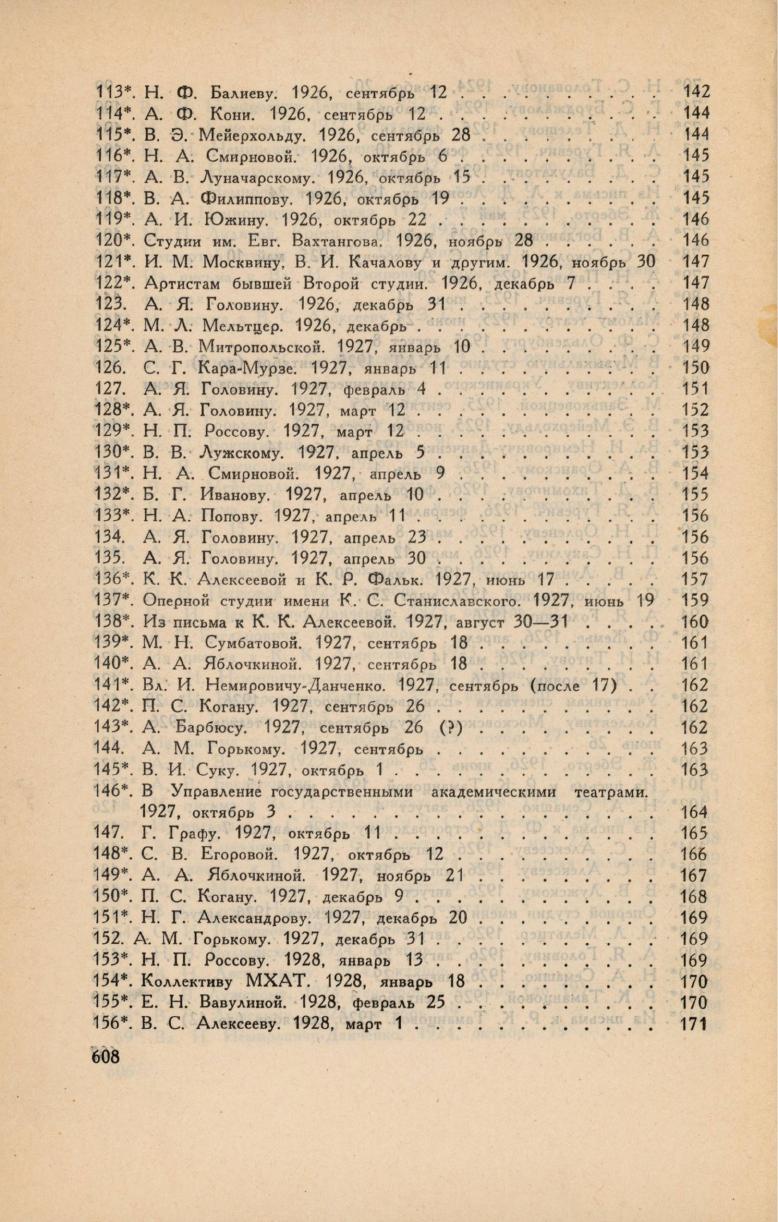 113*. Н. Ф. Балиеву. 1926, сентябрь 12 . . . . . . . . . 142
114*. А. Ф. Кони. 1926, сентябрь 12 . . . . . . . . . . 144
115*. В. Э. Мейерхольду. 1926, сентябрь 28 . . . . . . . . 144
116*. Н. А. Смирновой. 1926, октябрь 6 . . . . . . . . . 145
117*. А. В. Луначарскому. 1926, октябрь 15 . . . . . . . . 145
118*. В. А. Филиппову. 1926, октябрь 19 . . . . . . . . . 145
119*. А. И. Южину. 1926, октябрь 22 . . . . . . . . . . 146
120*. Студии им. Евг. Вахтангова. 1926, ноябрь 28 . . . . . . 146
121*. И. М. Москвину, В. И. Качалову и другим. 1926, ноябрь 30 147
122*. Артистам бывшей Второй студии. 1926, декабрь 7 . . . . 147
123. А. Я. Головину. 1926, декабрь 31 . . . . . . . . . . 148
124*. М. Л. Мельтцер. 1926, декабрь . . . . . . . . . . . 148
125*. А. В. Митропольской. 1927, январь 10 . . . . . . . . 149
126. С. Г. Кара-Мурзе. 1927, январь 11 . . . . . . . . . 150
127. А. Я. Головину. 1927, февраль 4 . . . . . . . . . . 151
128*. А. Я. Головину. 1927, март 12 . . . . . . . . . . . 152
129*. Н. П. Россову. 1927, март 12 . . . . . . . . . . . 153
130*. В. В. Лужскому. 1927, апрель 5 . . . . . . . . . . 153
131*. Н. А. Смирновой. 1927, апрель 9 . . . . . . . . . 154
132*. Б. Г. Иванову. 1927, апрель 10 . . . . . . . . . . 155
133*. Н. А. Попову. 1927, апрель 11 . . . . . . . . . . . 156
134. А. Я. Головину. 1927, апрель 23 . . . . . . . . . . 156
135. А. Я. Головину. 1927, апрель 30 . . . . . . . . . . 156
136*. К. К. Алексеевой и К. Р. Фальк. 1927, июнь 17 . . . . . 157
137*. Оперной студии имени К. С. Станиславского. 1927, июнь 19 159
138*. Из письма к К. К. Алексеевой. 1927, август 30—31 . . . . 160
139*. М. Н. Сумбатовой. 1927, сентябрь 18 . . . . . . . . 161
140*. А. А. Яблочкиной. 1927, сентябрь 18 . . . . . . . . 161
141*. Вл. И. Немировичу-Данченко. 1927, сентябрь (после 17) . . 162
142*. П. С. Когану. 1927, сентябрь 26 . . . . . . . . . . 162
143*. А. Барбюсу. 1927, сентябрь 26 (?) . . . . . . . . . 162
144. А. М. Горькому. 1927, сентябрь . . . . . . . . . . 163
145*. В. И. Суку. 1927, октябрь 1 . . . . . . . . . . . . 163
146*. В Управление государственными академическими театрами.
1927, октябрь 3 . . . . . . . . . . . . . . . . . 164
147. Г. Графу. 1927, октябрь 11 . . . . . . . . . . . . 165
148*. С. В. Егоровой. 1927, октябрь 12 . . . . . . . . . 166
149*. А. А. Яблочкиной. 1927, ноябрь 21 . . . . . . . . . 167
150*. П. С. Когану. 1927, декабрь 9 . . . . . . . . . . . 168
151*. Н. Г. Александрову. 1927, декабрь 20 . . . . . . . . 169
152. А. М. Горькому. 1927, декабрь 31 . . . . . . . . . . 169
153*. Н. П. Россову. 1928, январь 13 . . . . . . . . . . 169
154*. Коллективу МХАТ. 1928, январь 18 . . . . . . . . . 170
155*. Е. Н. Вавулиной. 1928, февраль 25 . . . . . . . . . 170
156*. В. С. Алексееву. 1928, март 1 . . . . . . . . . . . 171
608